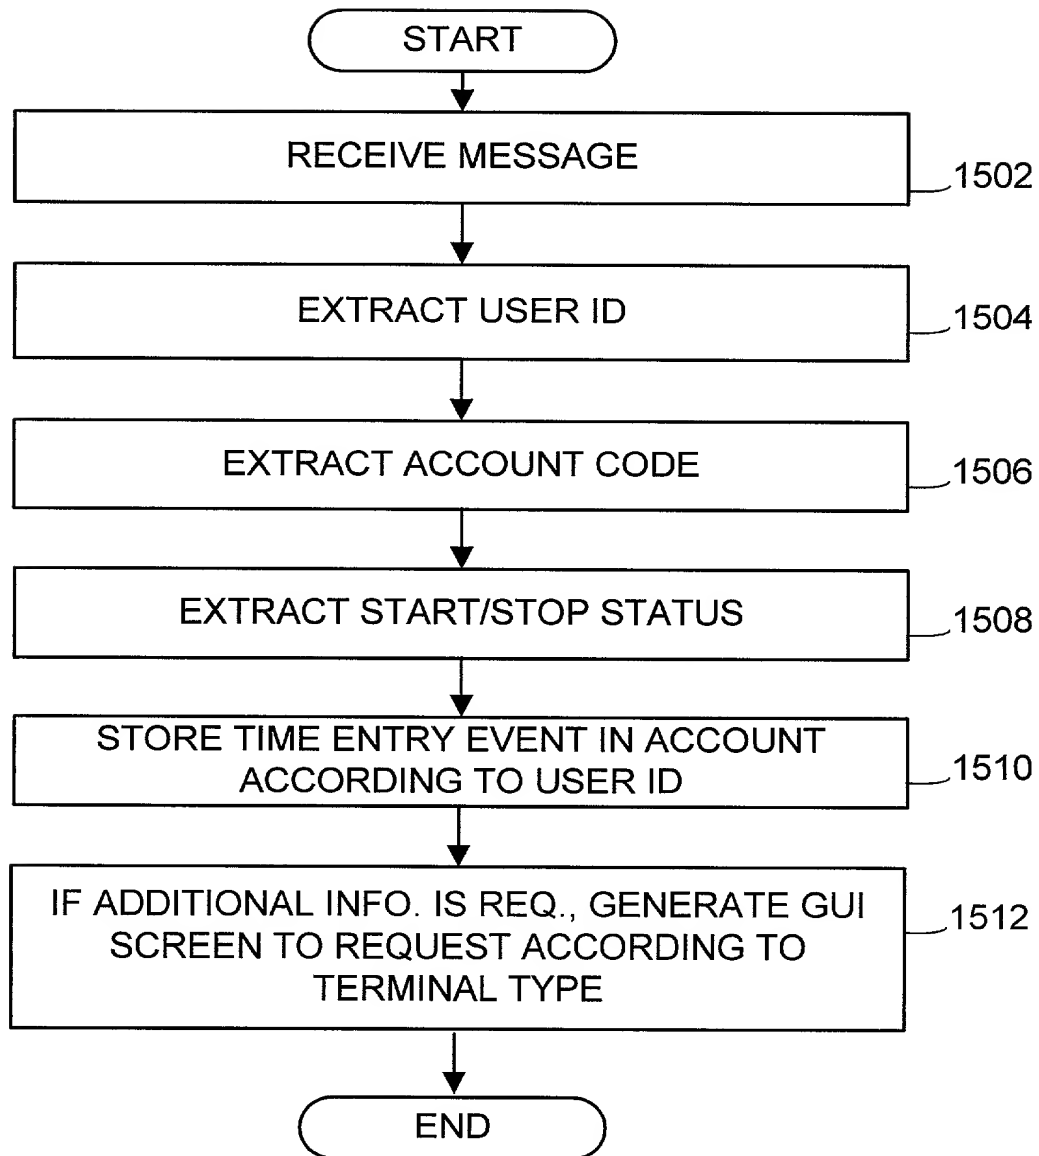 START
RECEIVE MESSAGE
1502
EXTRACT USER ID
1504
EXTRACT ACCOUNT CODE
1506
EXTRACT START/STOP STATUS
1508
STORE TIME ENTRY EVENT IN ACCOUNT
ACCORDING TO USER ID
1510
IF ADDITIONAL INFO. IS REQ., GENERATE GUI
SCREEN TO REQUEST ACCORDING TO
TERMINAL TYPE
1512
END